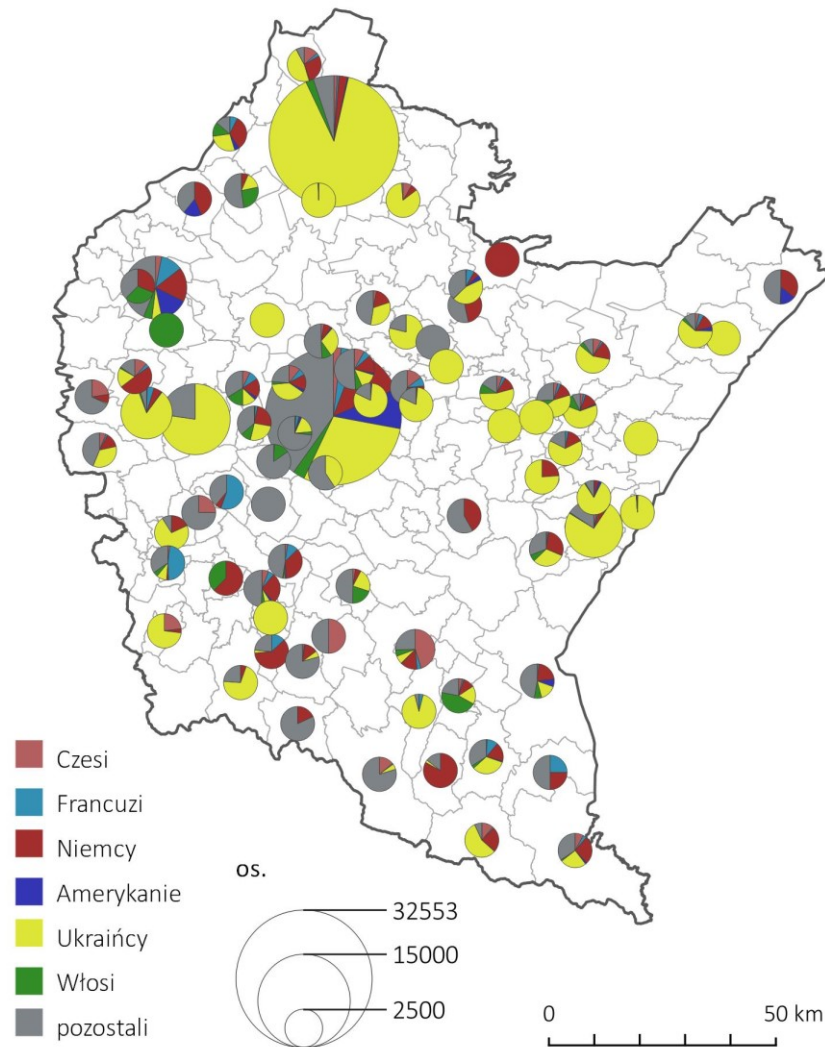 Czesi
Francuzi
Niemcy
Amerykanie
Ukraińcy
Włosi
pozostali
os.
32553
15000
2500
0 50 km